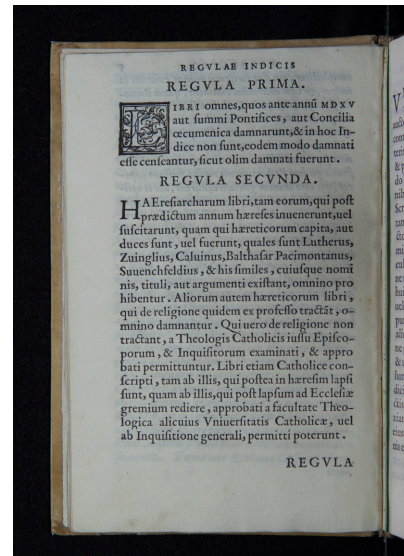 REGVLAE INDICIS
REGVLA PRIMA.
LIBRI omnes, quos ante annũ MDXV
aut summi Pontifices, aut Concilia
œcumenica damnarunt, & in hoc In-
dice non sunt, eodem modo damnati
esse censeantur, sicut olim damnati fuerunt.
REGVLA SECVNDA.
HAEresiarcharum libri, tam eorum, qui post
prædictum annum hæreses inuenerunt, uel
suscitarunt, quam qui hæreticorum capita, aut
duces sunt, uel fuerunt, quales sunt Lutherus,
Zuinglius, Caluinus, Balthasar Pacimontanus,
Suuenchfeldius, & his similes, cuiusque nomi
nis, tituli, aut argumenti existant, omnino pro
hibentur. Aliorum autem hæreticorum libri,
qui de religione quidem ex professo tractãt, o-
mnino damnantur. Qui uero de religione non
tractant, a Theologis Catholicis iussu Episco-
porum, & Inquisitorum examinati, & appro
bati permittuntur. Libri etiam Catholice con-
scripti, tam ab illis, qui postea in hæresim lapsi
sunt, quam ab illis, qui post lapsum ad Ecclesiæ
gremium rediere, approbati a facultate Theo-
logica alicuius Vniuersitatis Catholicæ, uel
ab Inquisitione generali, permitti poterunt.
REGVLA